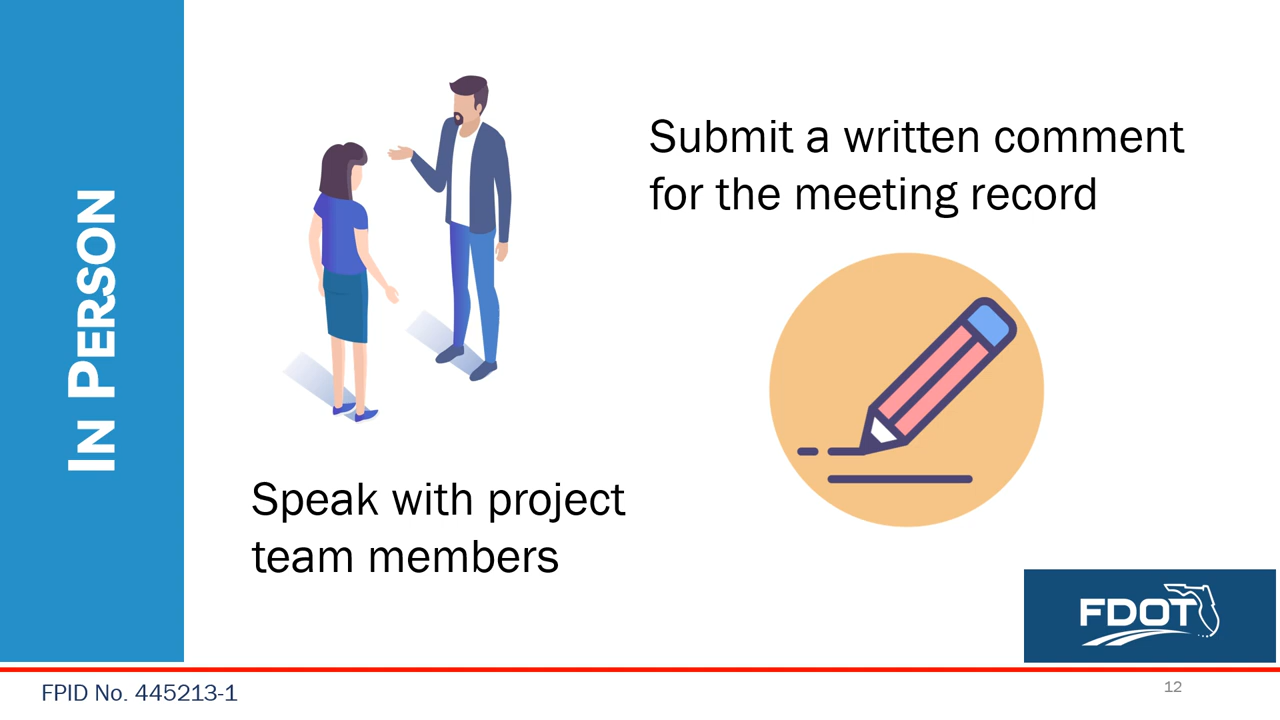 IN PERSON
Submit a written comment
for the meeting record
Speak with project
team members
FDOT
FPID No. 445213-1
12